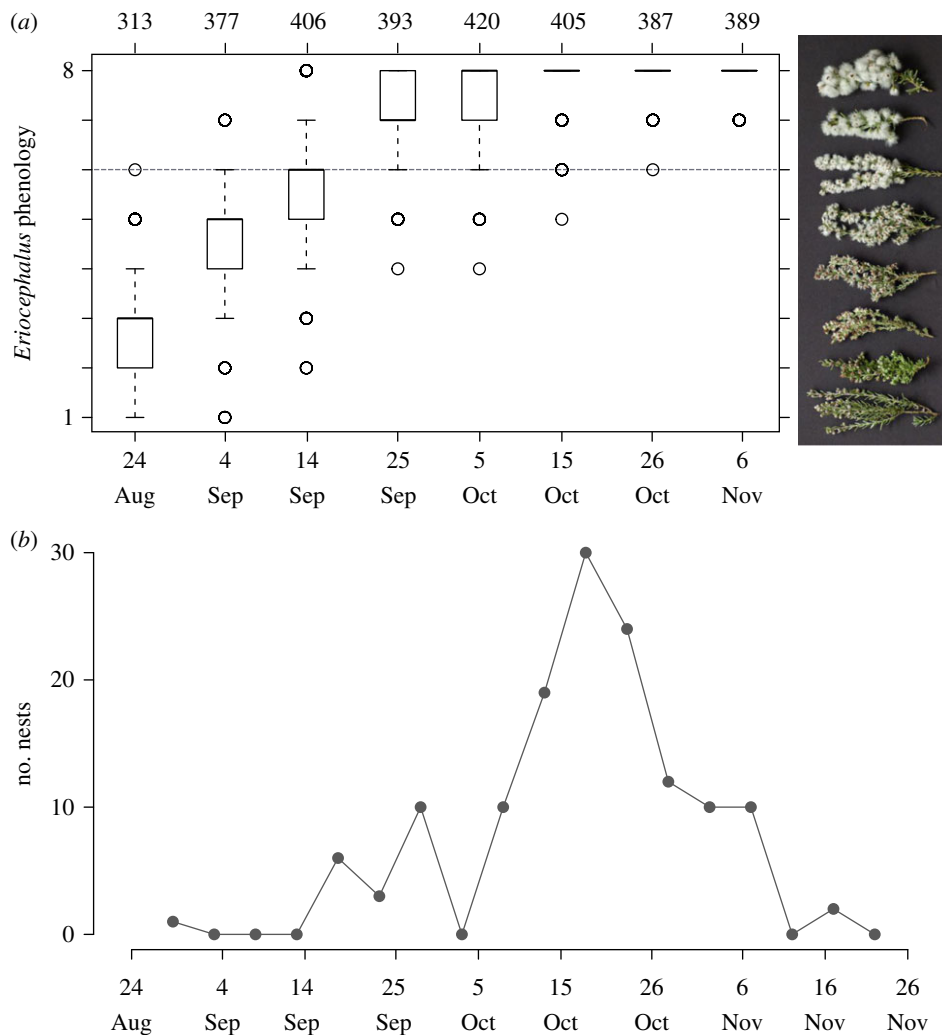 (a)
313 377 406 393 420 405 387 389
8
Eriocephalus phenology
1
24 4 14 25 5 15 26 6
Aug Sep Sep Sep Oct Oct Oct Nov
(b)
30
20
no. nests
10
0
24 4 14 25 5 15 26 6 16 26
Aug Sep Sep Sep Oct Oct Oct Nov Nov Nov